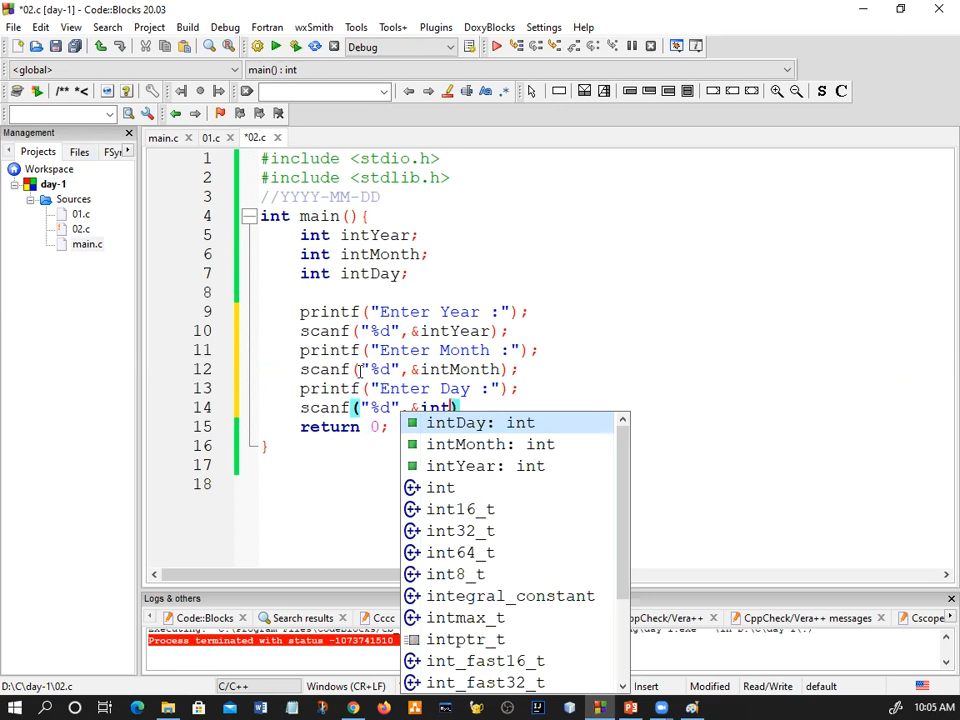 *02.c [day-1] - Code::Blocks 20.03
File Edit View Search Project Build Debug Fortran wxSmith Tools Tools+ Plugins DoxyBlocks Settings Help
Debug
<global> main() : int
/** *<
S C
Management
Projects Files FSy
Workspace
day-1
Sources
01.c
02.c
main.c
main.c 01.c *02.c
1 #include <stdio.h>
2 #include <stdlib.h>
3 //YYYY-MM-DD
4 int main(){
5 int intYear;
6 int intMonth;
7 int intDay;
8
9 printf("Enter Year :");
10 scanf("%d",&intYear);
11 printf("Enter Month :");
12 scanf("%d",&intMonth);
13 printf("Enter Day :");
14 scanf("%d",&int)
15 return 0;
16 }
17
18
intDay: int
intMonth: int
intYear: int
int
int16_t
int32_t
int64_t
int8_t
integral_constant
intmax_t
intptr_t
int_fast16_t
int_fast32_t
Logs & others
Code::Blocks Search results Cccc CppCheck/Vera++ CppCheck/Vera++ messages Cscope
Process terminated with status -1073741510
D:\C\day-1\02.c C/C++ Windows (CR+LF) Insert Modified Read/Write default
10:05 AM